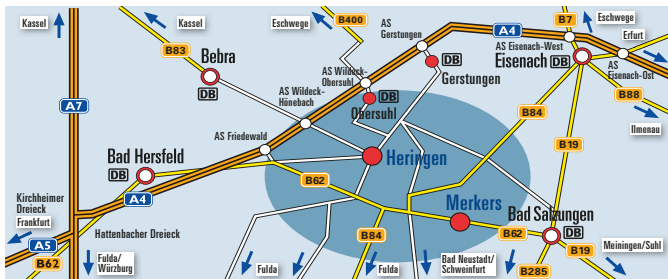 Kassel
Kassel
B83
Eschwege
B400
AS
Gerstungen
A4
B7
Eschwege
Erfurt
AS Eisenach-West
Eisenach
DB
AS
Eisenach-Ost
B88
Ilmenau
Bebra
DB
AS Wildeck-
Obersuhl
DB
Gerstungen
AS Wildeck-
Hönebach
DB
Obersuhl
A7
AS Friedewald
B84
B19
Bad Hersfeld
DB
Heringen
B62
Kirchheimer
Dreieck
Frankfurt
A4
Merkers
Bad Salzungen
DB
A5
Hattenbacher Dreieck
B62
B84
B62
B19
Meiningen/Suhl
Fulda/
Würzburg
Fulda
Fulda
Bad Neustadt/
Schweinfurt
B285